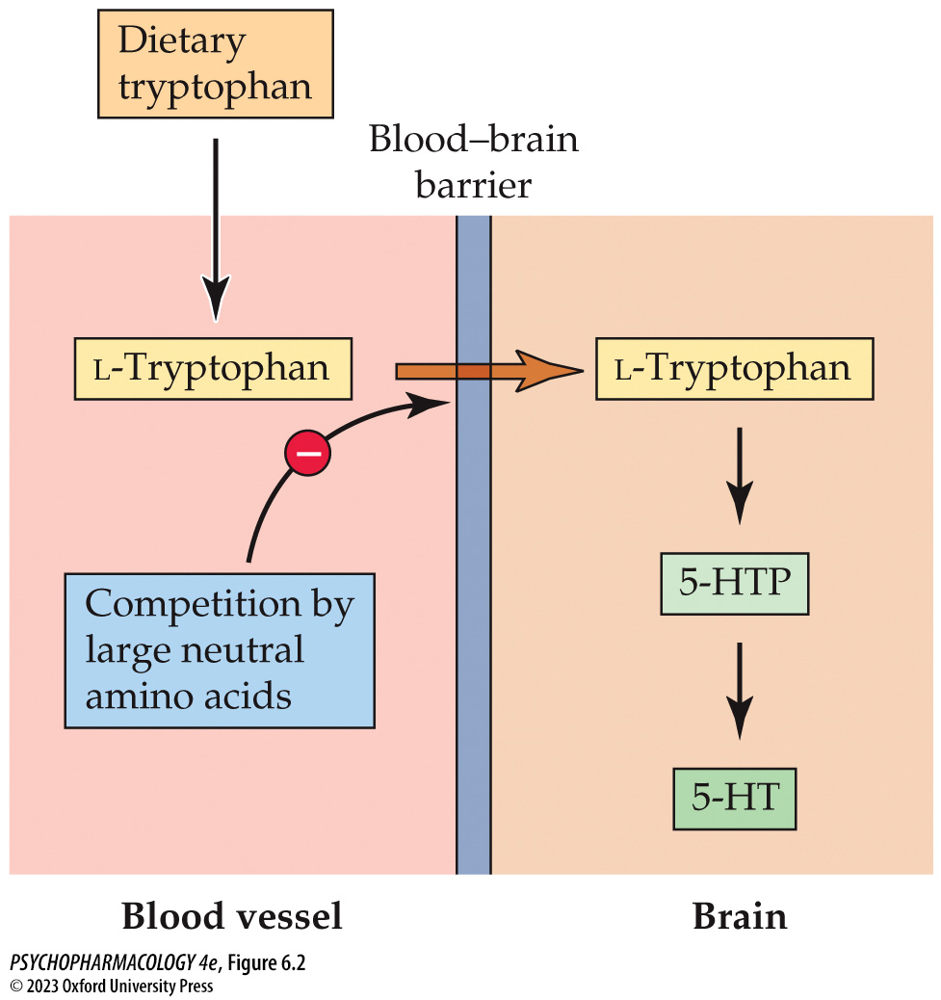 Dietary
tryptophan
Blood–brain
barrier
L-Tryptophan
L-Tryptophan
–
5-HTP
Competition by
large neutral
amino acids
5-HT
Blood vessel
Brain
PSYCHOPHARMACOLOGY 4e, Figure 6.2
© 2023 Oxford University Press